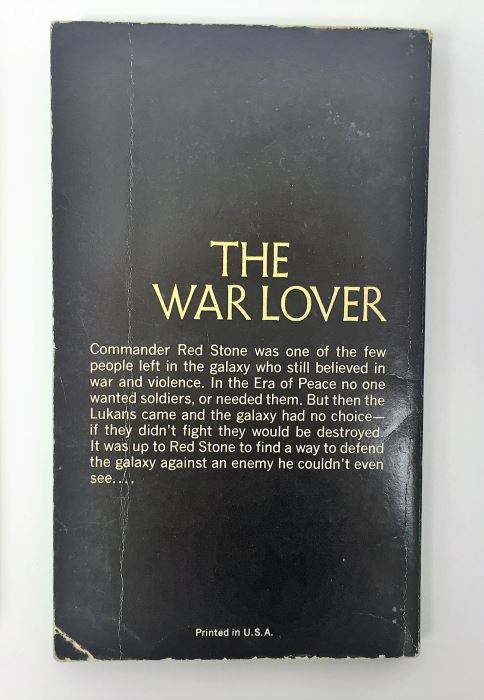 THE
WAR LOVER
Commander Red Stone was one of the few
people left in the galaxy who still believed in
war and violence. In the Era of Peace no one
wanted soldiers, or needed them. But then the
Lukans came and the galaxy had no choice—
if they didn't fight they would be destroyed.
It was up to Red Stone to find a way to defend
the galaxy against an enemy he couldn't even
see....
Printed in U.S.A.